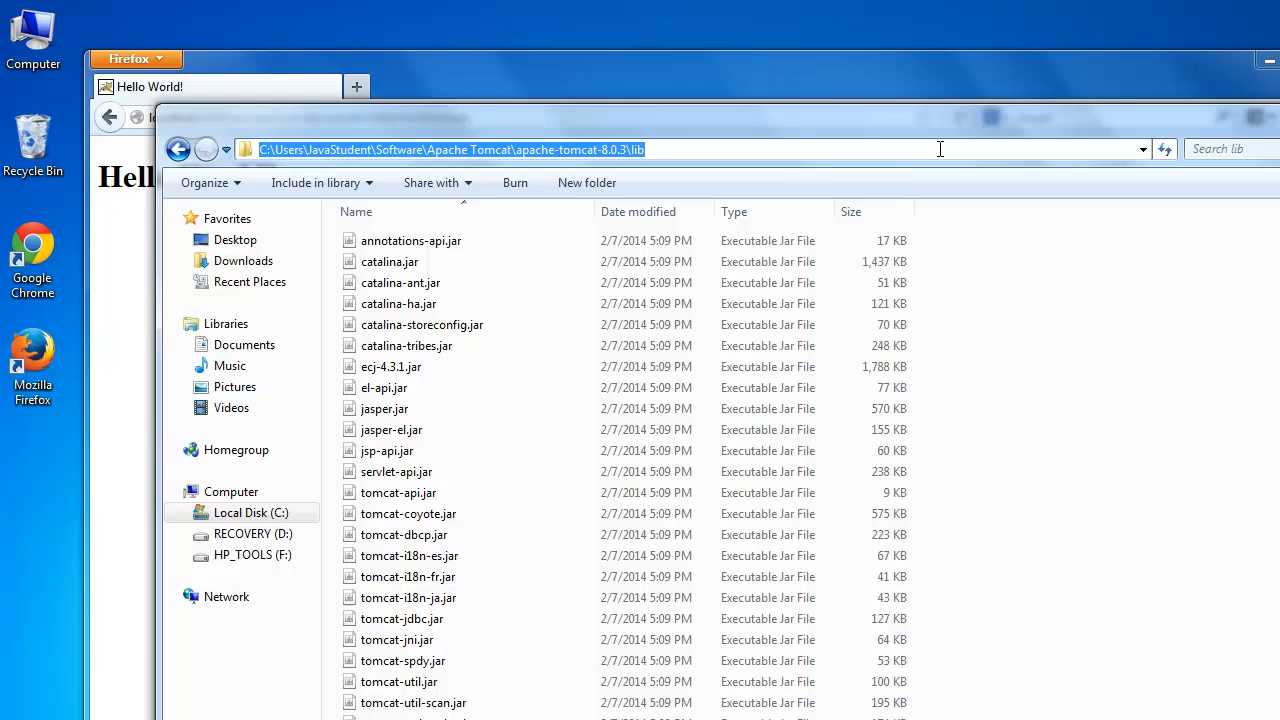 Computer
Recycle Bin
Google
Chrome
Mozilla
Firefox
Firefox
Hello World!
Hell
C:\Users\JavaStudent\Software\Apache Tomcat\apache-tomcat-8.0.3\lib
Search lib
Organize Include in library Share with Burn New folder
Favorites
Desktop
Downloads
Recent Places
Libraries
Documents
Music
Pictures
Videos
Homegroup
Computer
Local Disk (C:)
RECOVERY (D:)
HP_TOOLS (F:)
Network
Name Date modified Type Size
annotations-api.jar 2/7/2014 5:09 PM Executable Jar File 17 KB
catalina.jar 2/7/2014 5:09 PM Executable Jar File 1,437 KB
catalina-ant.jar 2/7/2014 5:09 PM Executable Jar File 51 KB
catalina-ha.jar 2/7/2014 5:09 PM Executable Jar File 121 KB
catalina-storeconfig.jar 2/7/2014 5:09 PM Executable Jar File 70 KB
catalina-tribes.jar 2/7/2014 5:09 PM Executable Jar File 248 KB
ecj-4.3.1.jar 2/7/2014 5:09 PM Executable Jar File 1,788 KB
el-api.jar 2/7/2014 5:09 PM Executable Jar File 77 KB
jasper.jar 2/7/2014 5:09 PM Executable Jar File 570 KB
jasper-el.jar 2/7/2014 5:09 PM Executable Jar File 155 KB
jsp-api.jar 2/7/2014 5:09 PM Executable Jar File 60 KB
servlet-api.jar 2/7/2014 5:09 PM Executable Jar File 238 KB
tomcat-api.jar 2/7/2014 5:09 PM Executable Jar File 9 KB
tomcat-coyote.jar 2/7/2014 5:09 PM Executable Jar File 575 KB
tomcat-dbcp.jar 2/7/2014 5:09 PM Executable Jar File 223 KB
tomcat-i18n-es.jar 2/7/2014 5:09 PM Executable Jar File 67 KB
tomcat-i18n-fr.jar 2/7/2014 5:09 PM Executable Jar File 41 KB
tomcat-i18n-ja.jar 2/7/2014 5:09 PM Executable Jar File 43 KB
tomcat-jdbc.jar 2/7/2014 5:09 PM Executable Jar File 127 KB
tomcat-jni.jar 2/7/2014 5:09 PM Executable Jar File 64 KB
tomcat-spdy.jar 2/7/2014 5:09 PM Executable Jar File 53 KB
tomcat-util.jar 2/7/2014 5:09 PM Executable Jar File 100 KB
tomcat-util-scan.jar 2/7/2014 5:09 PM Executable Jar File 195 KB